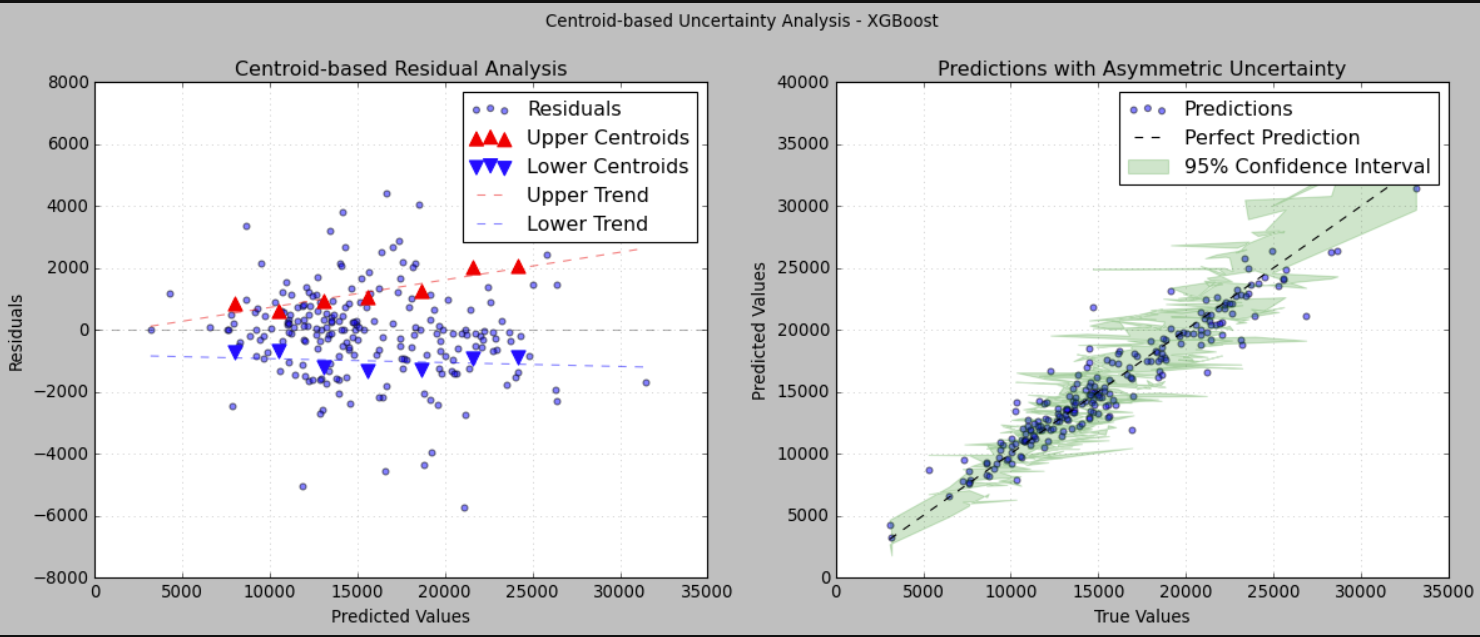 Centroid-based Uncertainty Analysis - XGBoost
Centroid-based Residual Analysis
8000
6000
4000
2000
0
−2000
−4000
−6000
−8000
Residuals
0
5000
10000
15000
20000
25000
30000
35000
Predicted Values
Residuals
Upper Centroids
Lower Centroids
Upper Trend
Lower Trend
Predictions with Asymmetric Uncertainty
40000
35000
30000
25000
20000
15000
10000
5000
0
Predicted Values
0
5000
10000
15000
20000
25000
30000
35000
True Values
Predictions
Perfect Prediction
95% Confidence Interval